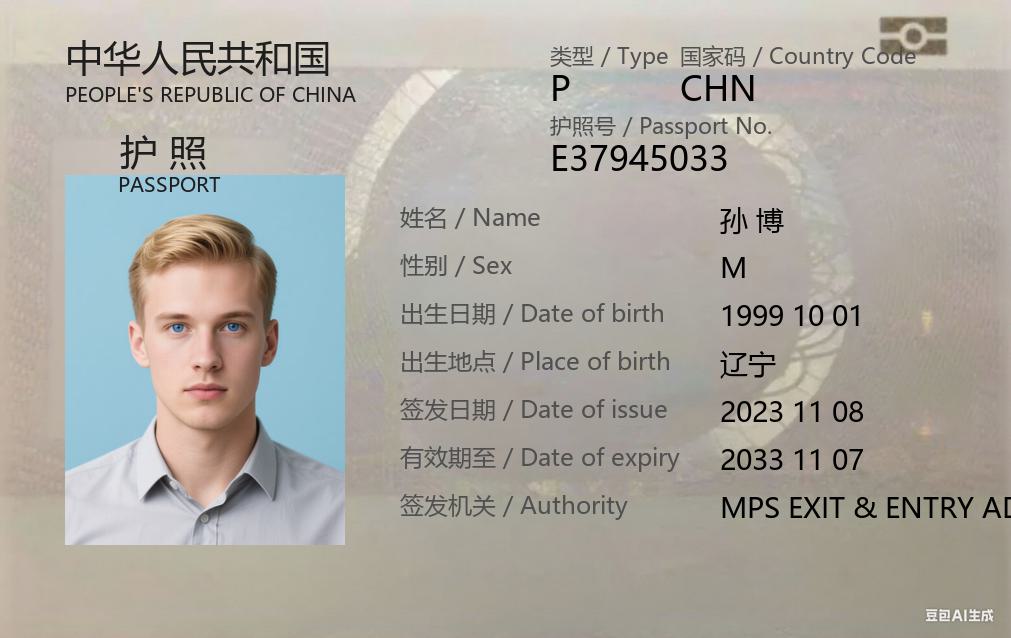 中华人民共和国
PEOPLE'S REPUBLIC OF CHINA
护 照
PASSPORT
类型 / Type 国家码 / Country Code
P CHN
护照号 / Passport No.
E37945033
姓名 / Name 孙 博
性别 / Sex M
出生日期 / Date of birth 1999 10 01
出生地点 / Place of birth 辽宁
签发日期 / Date of issue 2023 11 08
有效期至 / Date of expiry 2033 11 07
签发机关 / Authority MPS EXIT & ENTRY AD
豆包AI生成